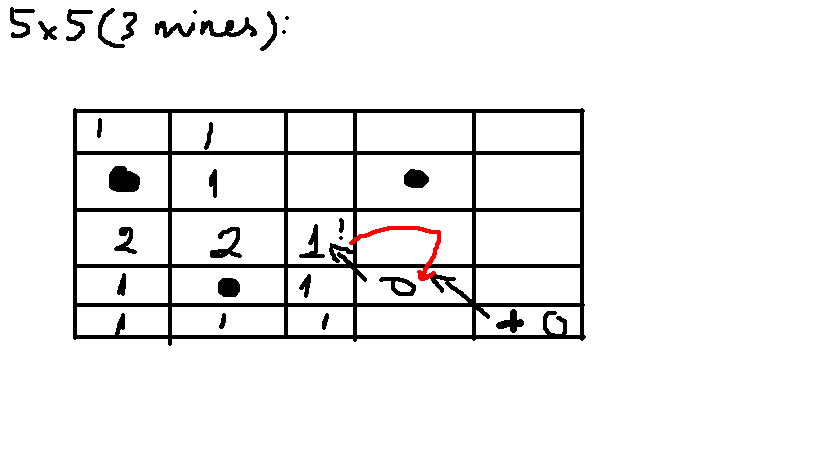 5x5(3 mines):
1 1
1
2 2 1!
1 1 0
1 1 1 + 0